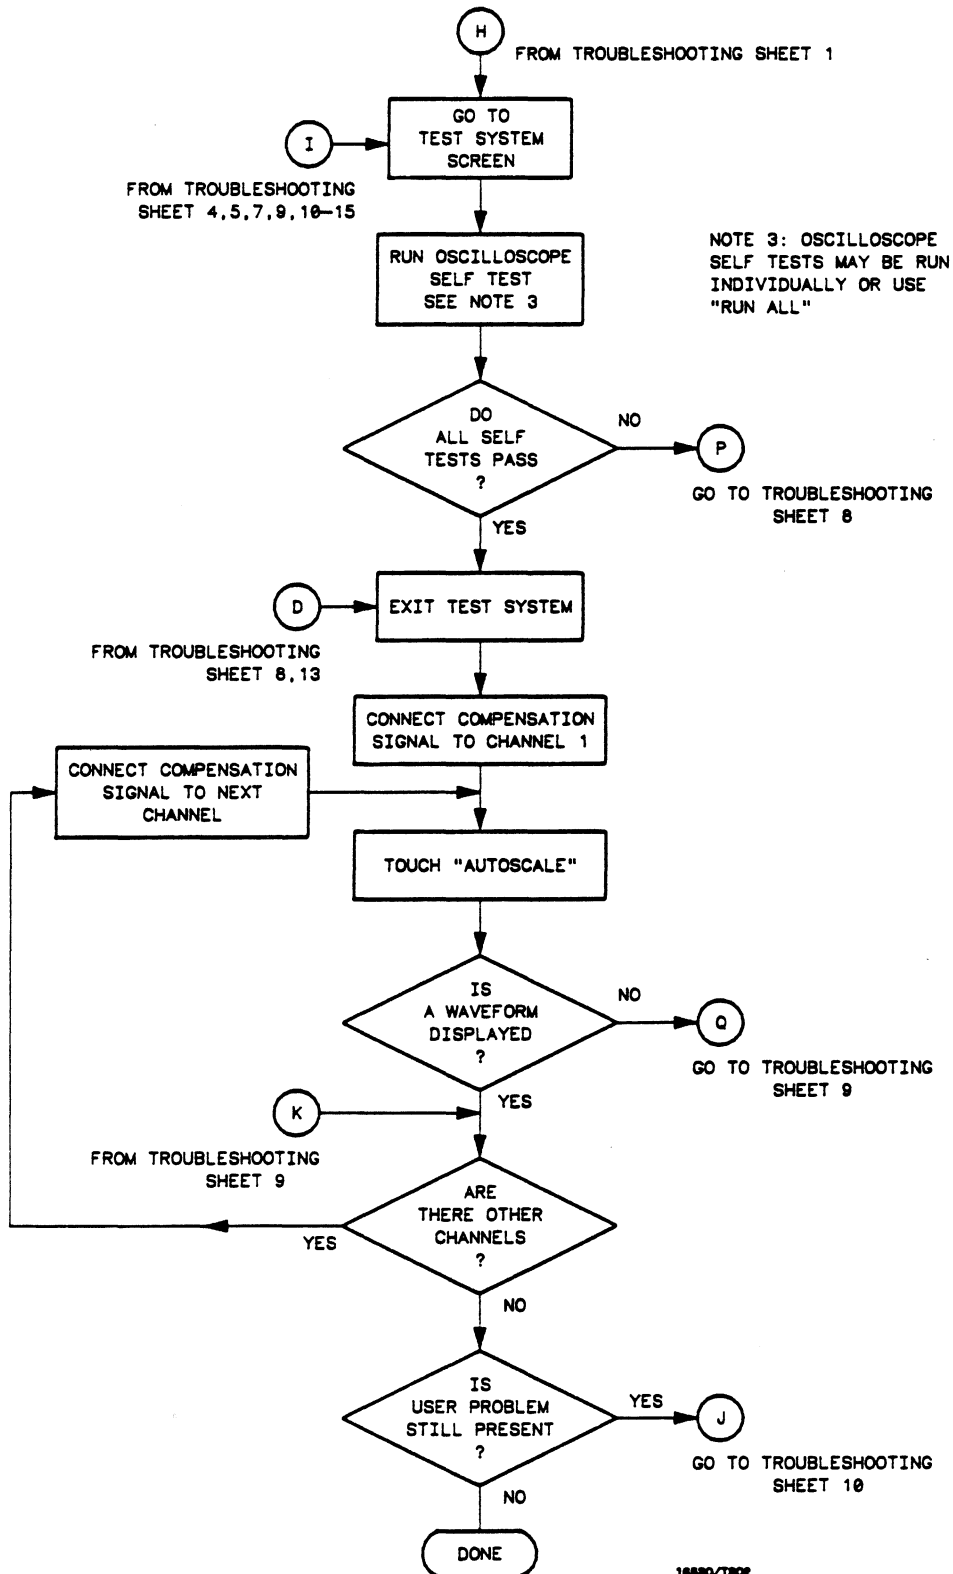 H
FROM TROUBLESHOOTING SHEET 1
GO TO
TEST SYSTEM
SCREEN
I
FROM TROUBLESHOOTING
SHEET 4,5,7,9,10-15
RUN OSCILLOSCOPE
SELF TEST
SEE NOTE 3
NOTE 3: OSCILLOSCOPE
SELF TESTS MAY BE RUN
INDIVIDUALLY OR USE
"RUN ALL"
DO
ALL SELF
TESTS PASS
?
NO
P
GO TO TROUBLESHOOTING
SHEET 8
YES
D
EXIT TEST SYSTEM
FROM TROUBLESHOOTING
SHEET 8,13
CONNECT COMPENSATION
SIGNAL TO CHANNEL 1
CONNECT COMPENSATION
SIGNAL TO NEXT
CHANNEL
TOUCH "AUTOSCALE"
IS
A WAVEFORM
DISPLAYED
?
NO
Q
GO TO TROUBLESHOOTING
SHEET 9
YES
K
FROM TROUBLESHOOTING
SHEET 9
ARE
THERE OTHER
CHANNELS
?
YES
NO
IS
USER PROBLEM
STILL PRESENT
?
YES
J
GO TO TROUBLESHOOTING
SHEET 10
NO
DONE